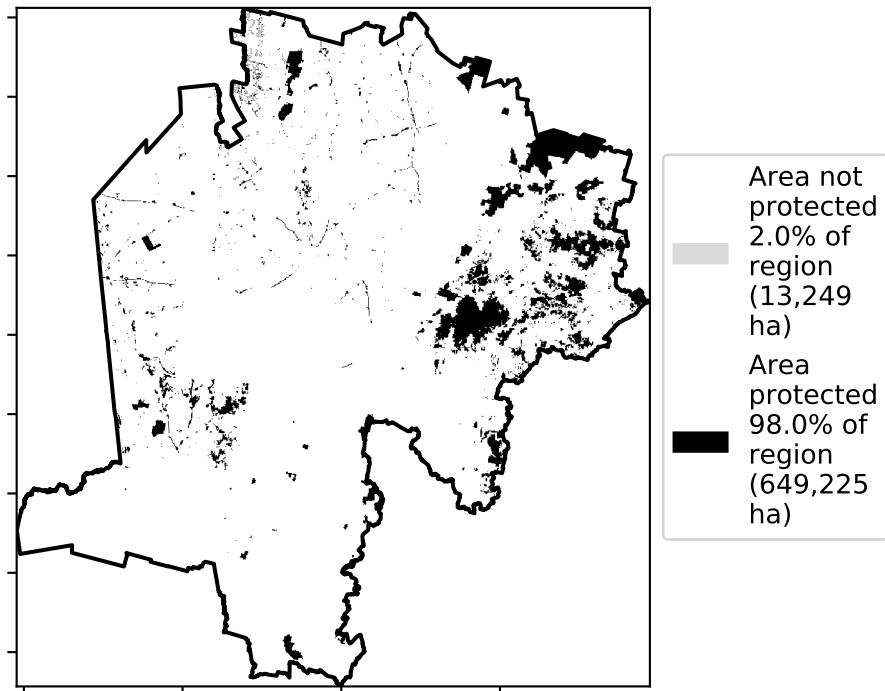 Area not
protected
2.0% of
region
(13,249
ha)
Area
protected
98.0% of
region
(649,225
ha)